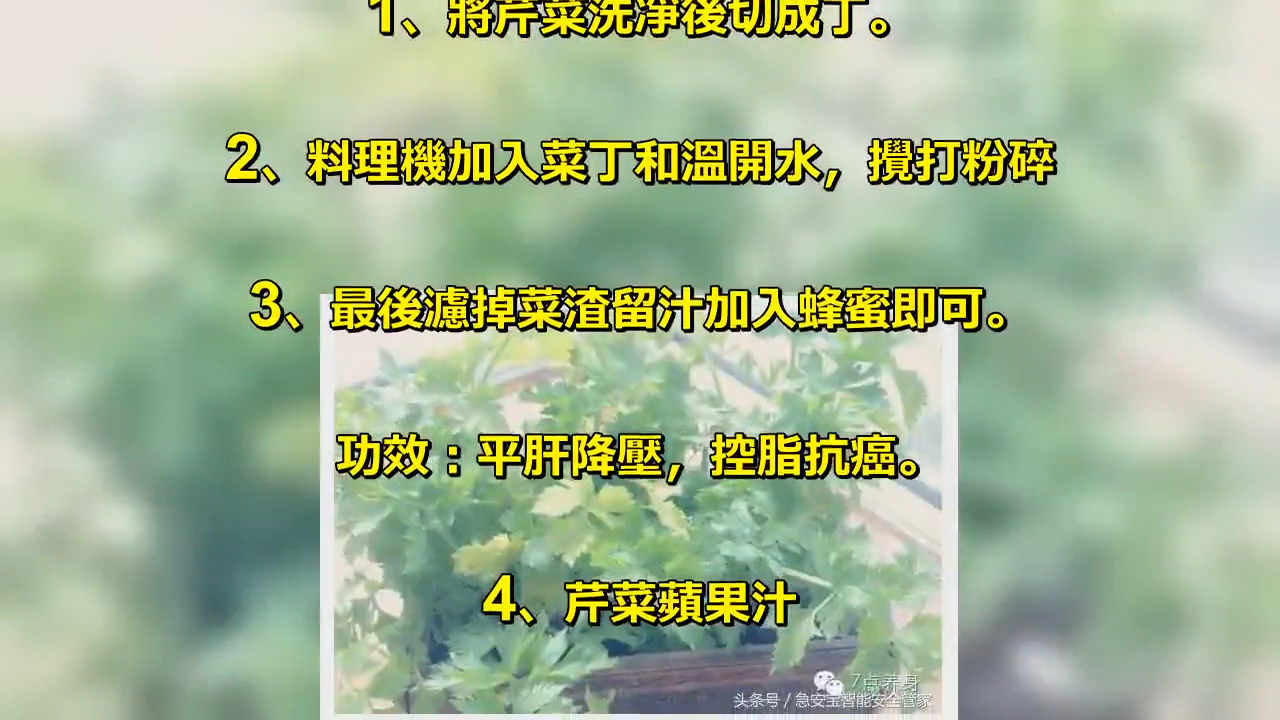 1、將芹菜洗淨後切成丁。
2、料理機加入菜丁和溫開水，攪打粉碎
3、最後濾掉菜渣留汁加入蜂蜜即可。
功效：平肝降壓，控脂抗癌。
4、芹菜蘋果汁
7点养身
头条号 / 急安宝智能安全管家